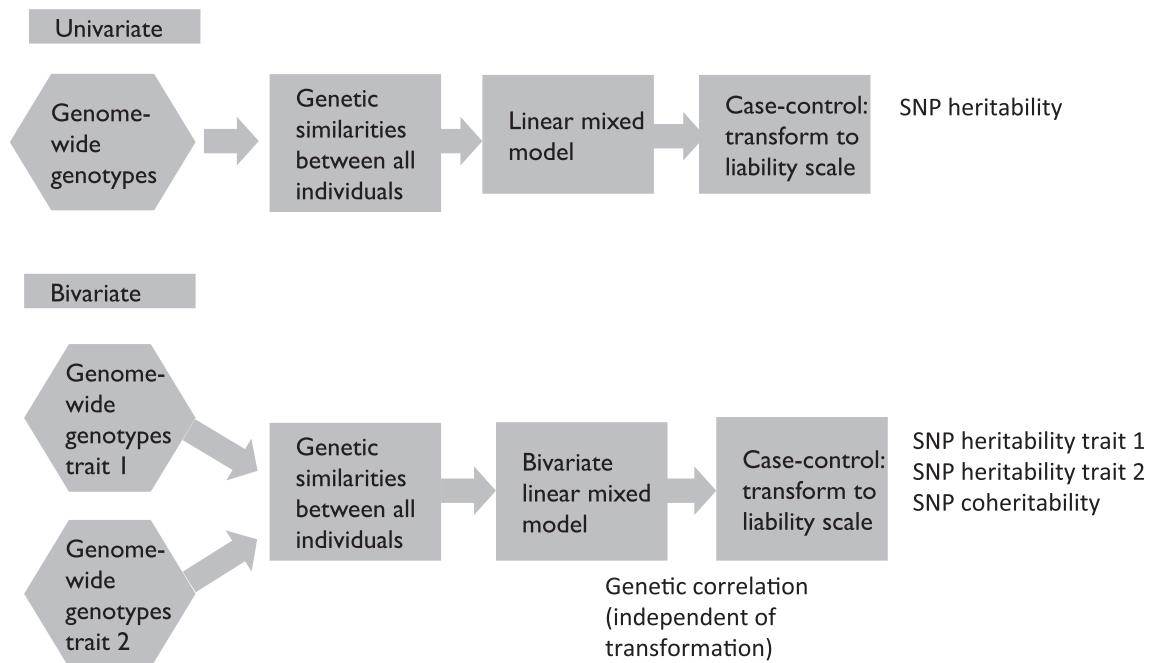 Univariate
Genome-
wide
genotypes
Genetic
similarities
between all
individuals
Linear mixed
model
Case-control:
transform to
liability scale
SNP heritability
Bivariate
Genome-
wide
genotypes
trait 1
Genome-
wide
genotypes
trait 2
Genetic
similarities
between all
individuals
Bivariate
linear mixed
model
Case-control:
transform to
liability scale
SNP heritability trait 1
SNP heritability trait 2
SNP coheritability
Genetic correlation
(independent of
transformation)